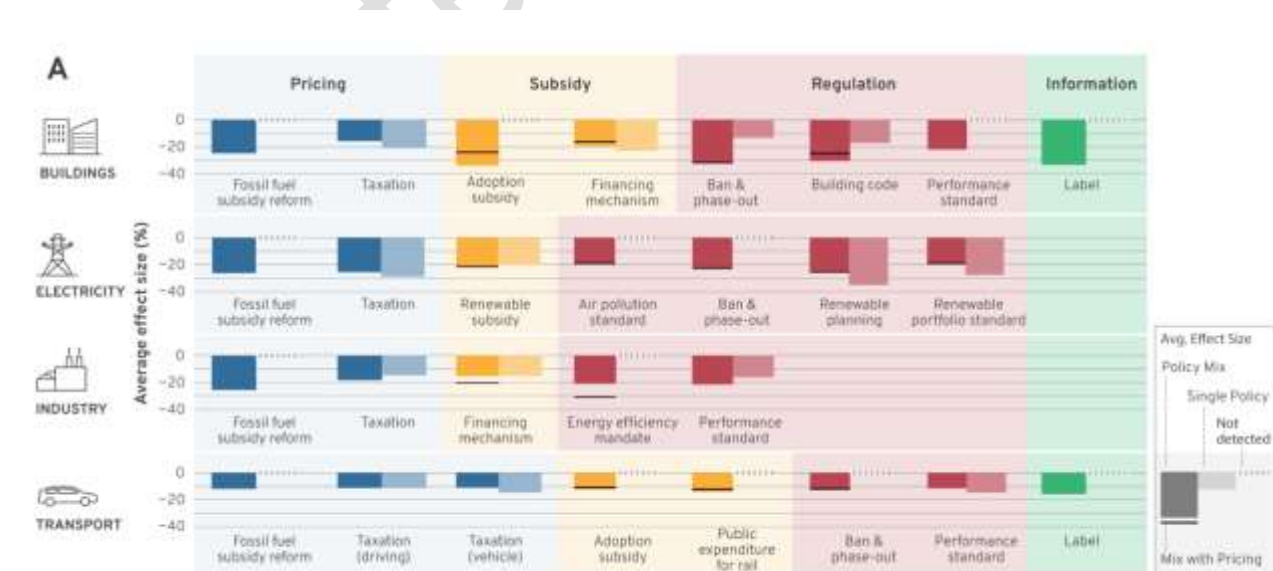 A
Pricing Subsidy Regulation Information
BUILDINGS
0
-20
-40
Fossil fuel
subsidy reform
Taxation
Adoption
subsidy
Financing
mechanism
Ban &
phase-out
Building code
Performance
standard
Label
Average effect size (%)
ELECTRICITY
0
-20
-40
Fossil fuel
subsidy reform
Taxation
Renewable
subsidy
Air pollution
standard
Ban &
phase-out
Renewable
planning
Renewable
portfolio standard
INDUSTRY
0
-20
-40
Fossil fuel
subsidy reform
Taxation
Financing
mechanism
Energy efficiency
mandate
Performance
standard
TRANSPORT
0
-20
-40
Fossil fuel
subsidy reform
Taxation
(driving)
Taxation
(vehicle)
Adoption
subsidy
Public
expenditure
for rail
Ban &
phase-out
Performance
standard
Label
Avg. Effect Size
Policy Mix
Single Policy
Not
detected
Mix with Pricing